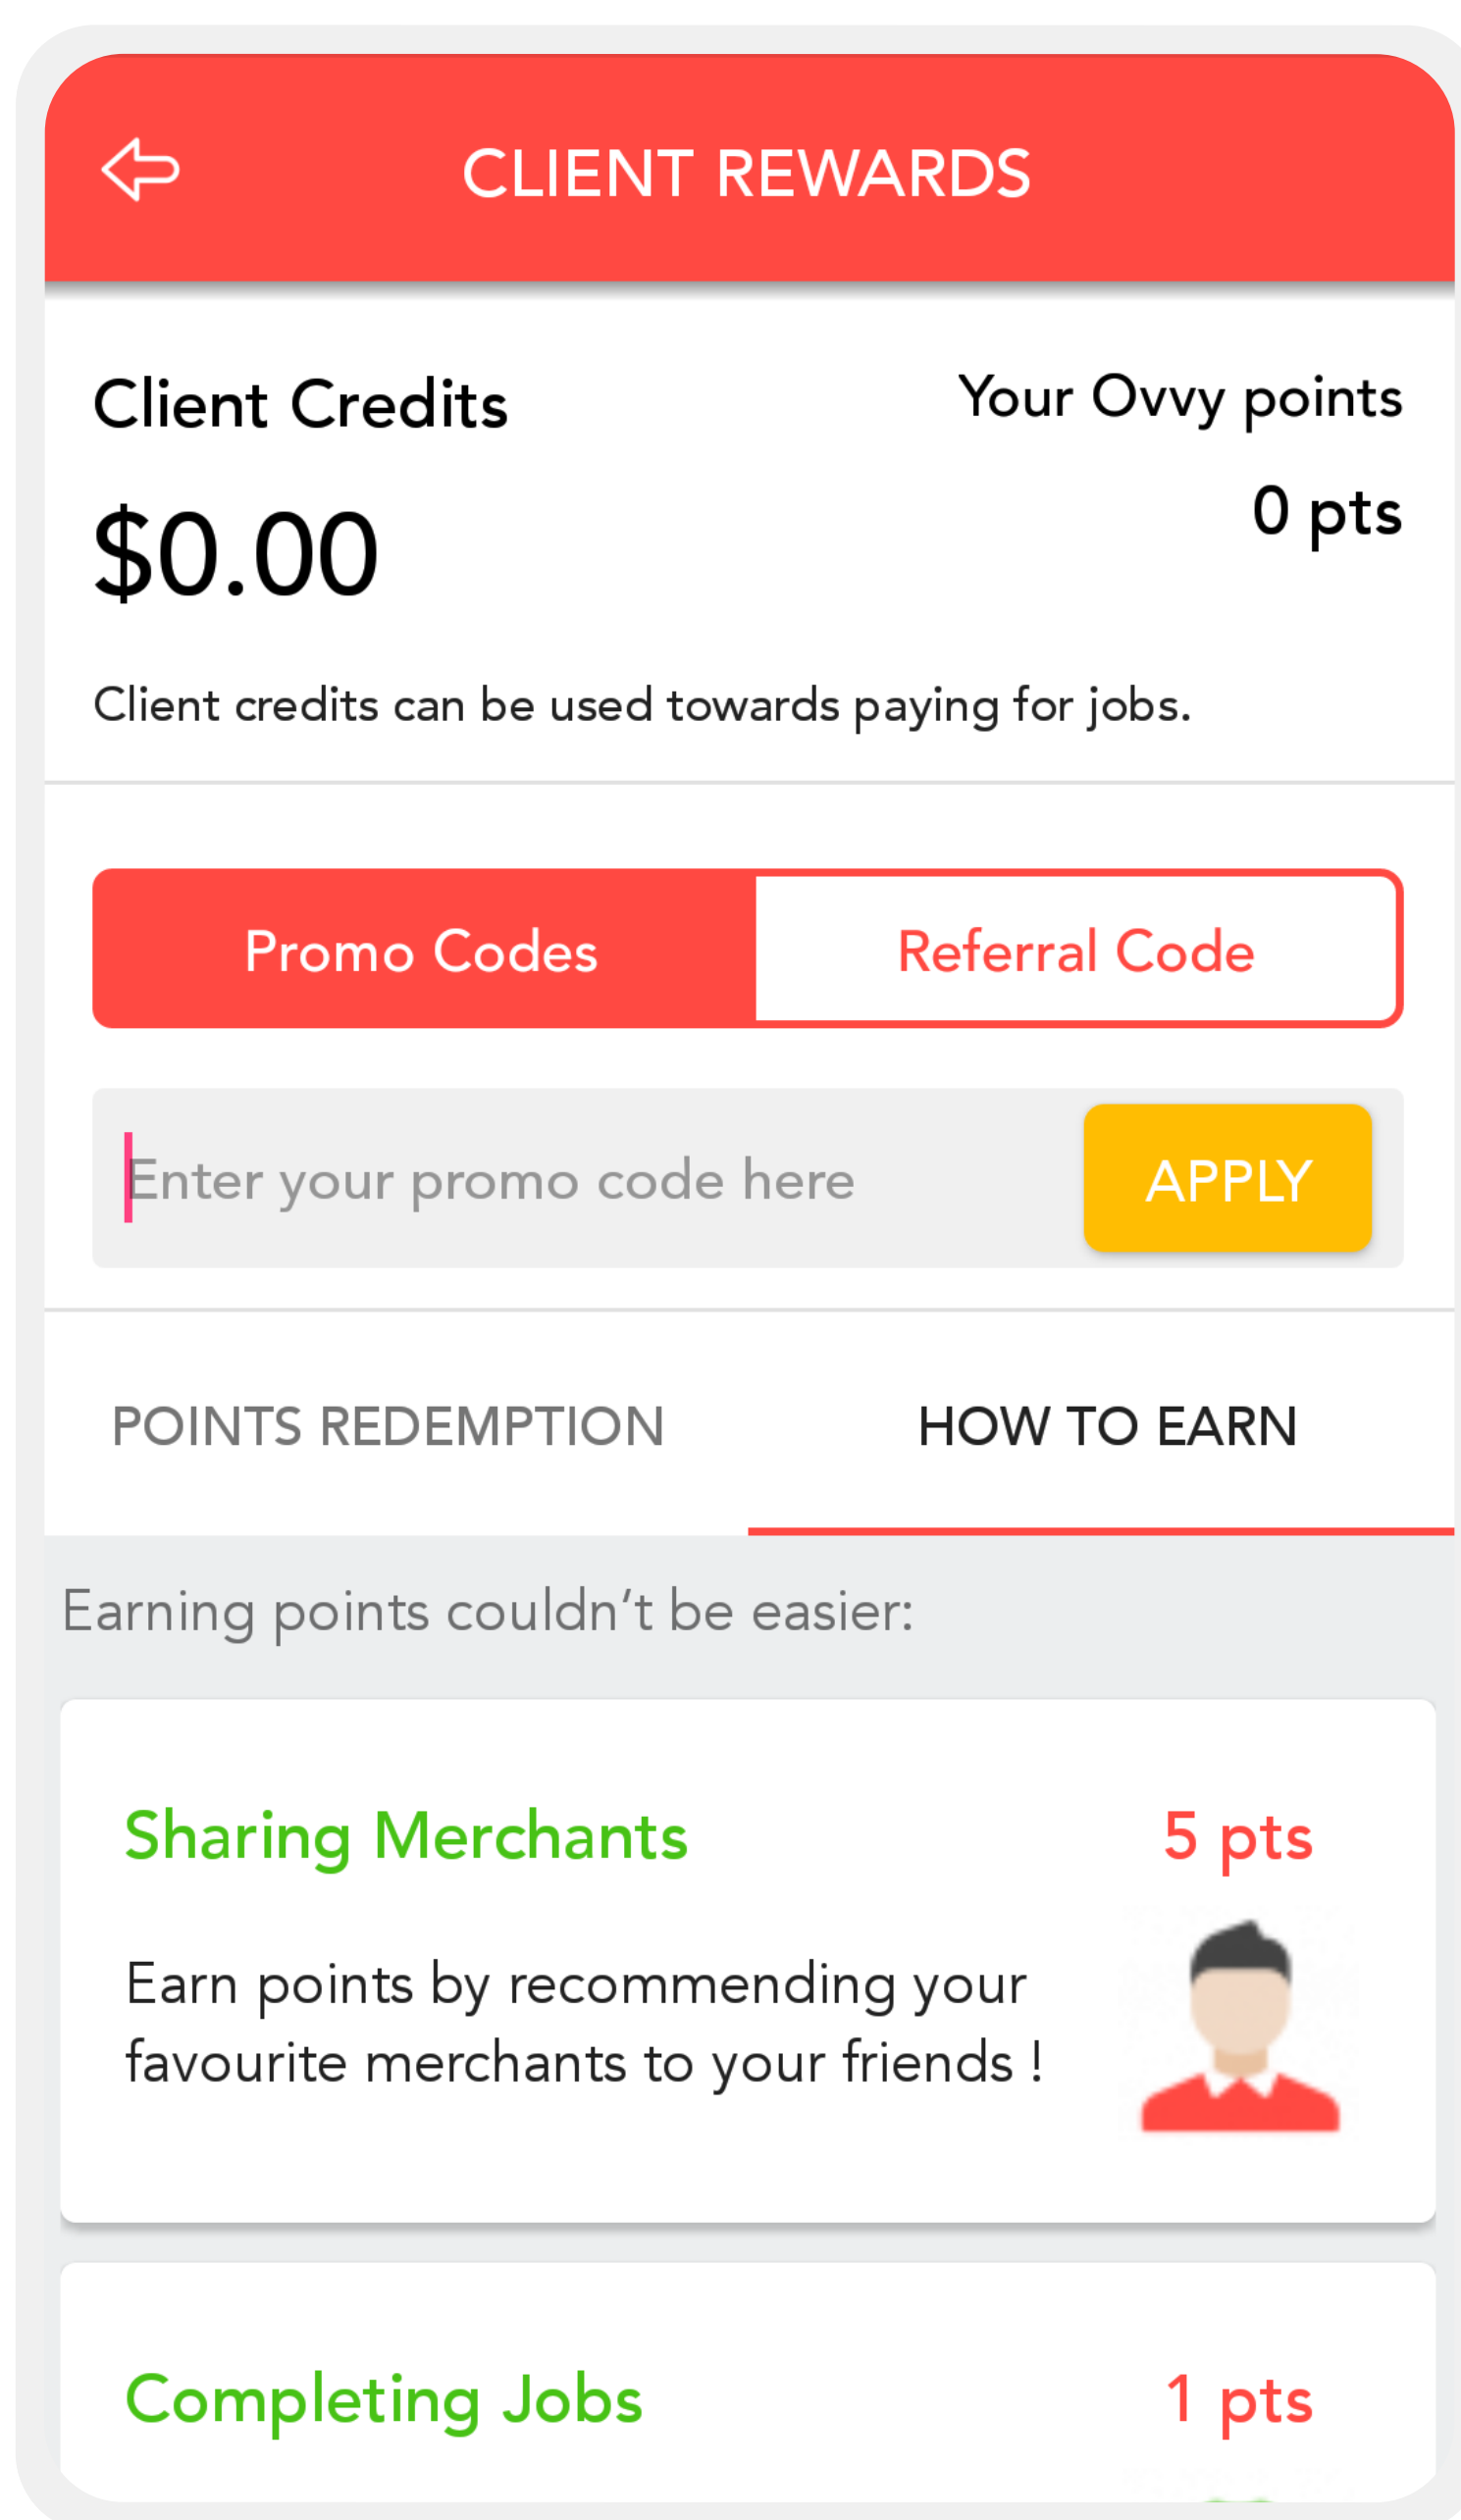 CLIENT REWARDS
Client Credits
Your Ovvy points
$0.00
0 pts
Client credits can be used towards paying for jobs.
Promo Codes
Referral Code
Enter your promo code here
APPLY
POINTS REDEMPTION
HOW TO EARN
Earning points couldn't be easier:
Sharing Merchants
5 pts
Earn points by recommending your
favourite merchants to your friends !
Completing Jobs
1 pts